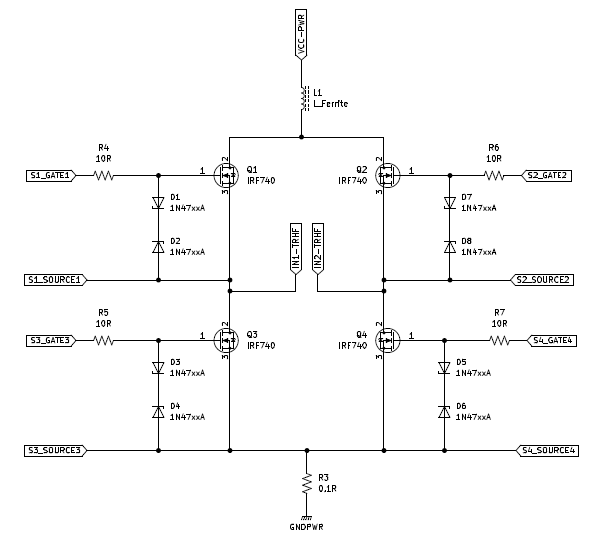 VCC-PWR
L1
L_Ferrite
R4
10R
R6
10R
S1_GATE1
1
2
Q1
IRF740
3
2
Q2
IRF740
3
1
S2_GATE2
D1
1N47xxA
D7
1N47xxA
D2
1N47xxA
IN1-TRHF
IN2-TRHF
D8
1N47xxA
S1_SOURCE1
S2_SOURCE2
R5
10R
R7
10R
S3_GATE3
1
2
Q3
IRF740
3
2
Q4
IRF740
3
1
S4_GATE4
D3
1N47xxA
D5
1N47xxA
D4
1N47xxA
D6
1N47xxA
S3_SOURCE3
S4_SOURCE4
R3
0.1R
GNDPWR